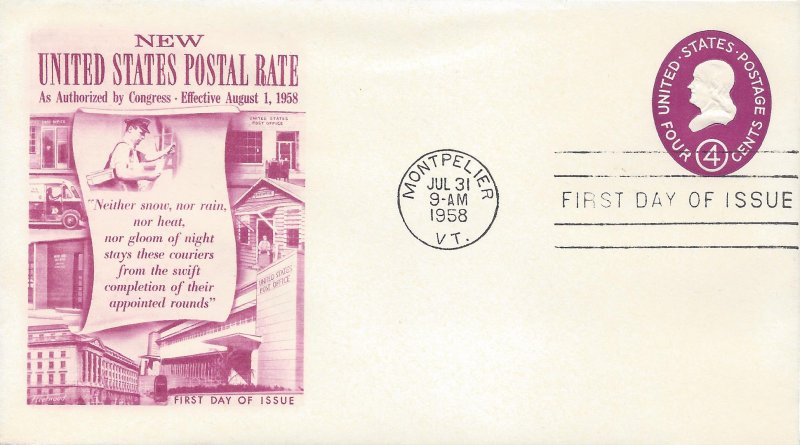 NEW
UNITED STATES POSTAL RATE
As Authorized by Congress · Effective August 1, 1958
"Neither snow, nor rain,
nor heat,
nor gloom of night
stays these couriers
from the swift
completion of their
appointed rounds"
UNITED STATES
POST OFFICE
UNITED STATES
POST OFFICE
FIRST DAY OF ISSUE
MONTPELIER
JUL 31
9-AM
1958
VT.
UNITED·STATES·POSTAGE
FOUR 4 CENTS
FIRST DAY OF ISSUE